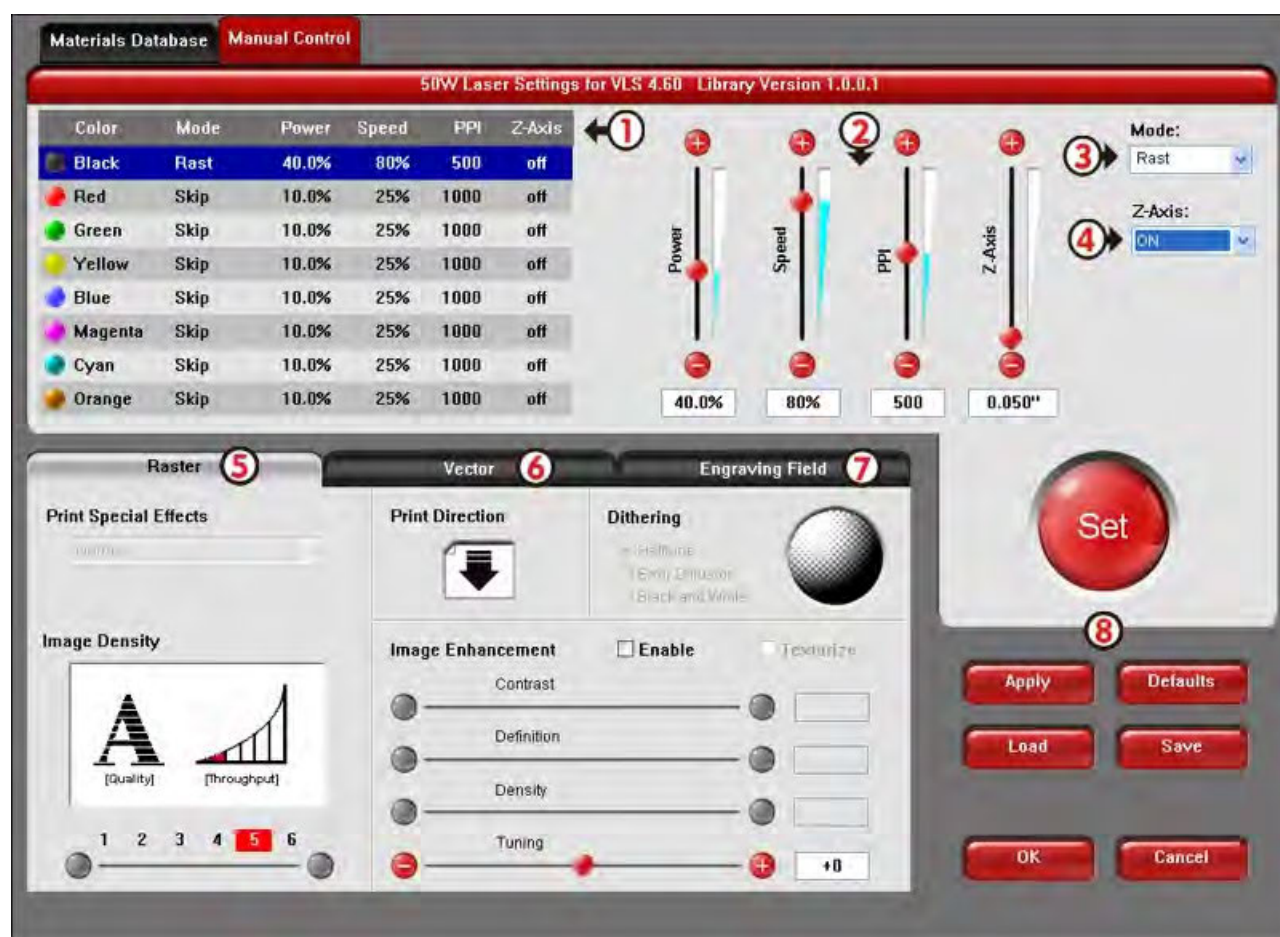 Materials Database Manual Control
50W Laser Settings for VLS 4.60 Library Version 1.0.0.1
Color Mode Power Speed PPI Z-Axis
Black Rast 40.0% 80% 500 off
Red Skip 10.0% 25% 1000 off
Green Skip 10.0% 25% 1000 off
Yellow Skip 10.0% 25% 1000 off
Blue Skip 10.0% 25% 1000 off
Magenta Skip 10.0% 25% 1000 off
Cyan Skip 10.0% 25% 1000 off
Orange Skip 10.0% 25% 1000 off
1
2
Power
Speed
PPI
Z-Axis
40.0% 80% 500 0.050"
Mode:
3 Rast
Z-Axis:
4 ON
Set
Raster 5 Vector 6 Engraving Field 7
Print Special Effects
Image Density
A
[Quality] [Throughput]
1 2 3 4 5 6
Print Direction
Dithering
Halftone
Error Diffusion
Black and White
Image Enhancement Enable Texturize
Contrast
Definition
Density
Tuning
+0
8
Apply Defaults
Load Save
OK Cancel